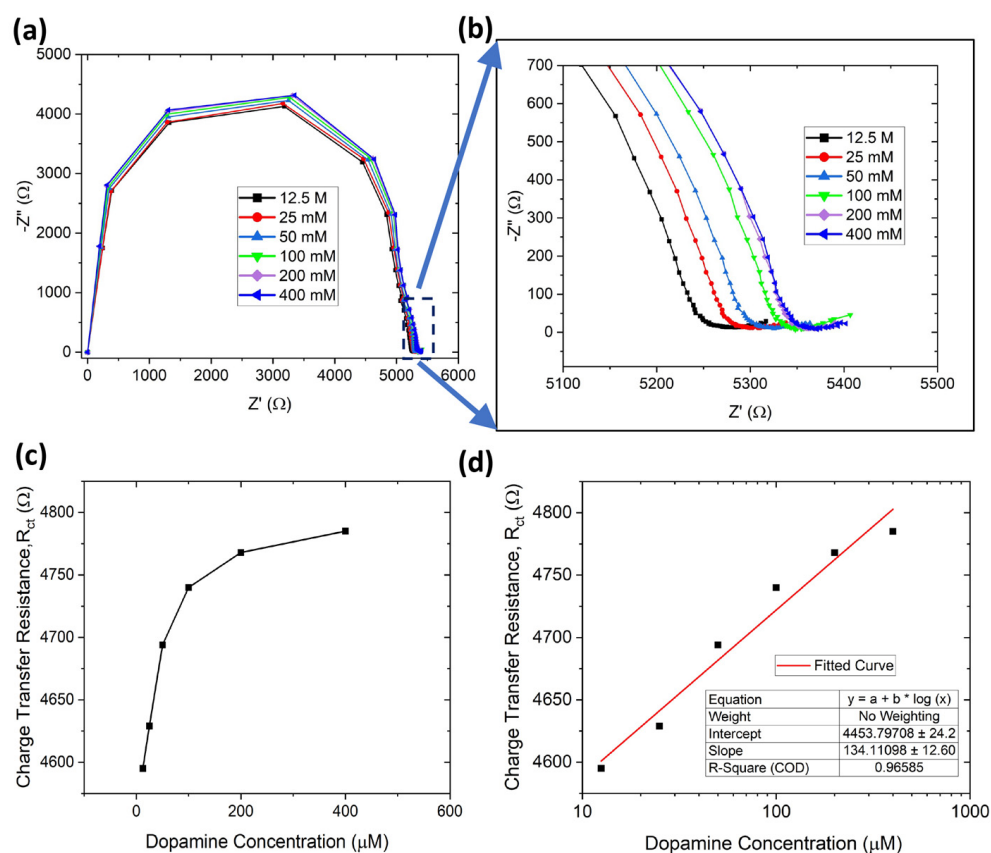 (a)
5000
4000
3000
2000
1000
0
-Z" (Ω)
0 1000 2000 3000 4000 5000 6000
Z' (Ω)
12.5 M
25 mM
50 mM
100 mM
200 mM
400 mM
(b)
700
600
500
400
300
200
100
0
-Z" (Ω)
5100 5200 5300 5400 5500
Z' (Ω)
12.5 M
25 mM
50 mM
100 mM
200 mM
400 mM
(c)
4800
4750
4700
4650
4600
Charge Transfer Resistance,Rct (Ω)
0 200 400 600
Dopamine Concentration (μM)
(d)
4800
4750
4700
4650
4600
Charge Transfer Resistance, Rct (Ω)
10 100 1000
Dopamine Concentration (μM)
Fitted Curve
Equation y = a + b * log (x)
Weight No Weighting
Intercept 4453.79708 ± 24.2
Slope 134.11098 ± 12.60
R-Square (COD) 0.96585